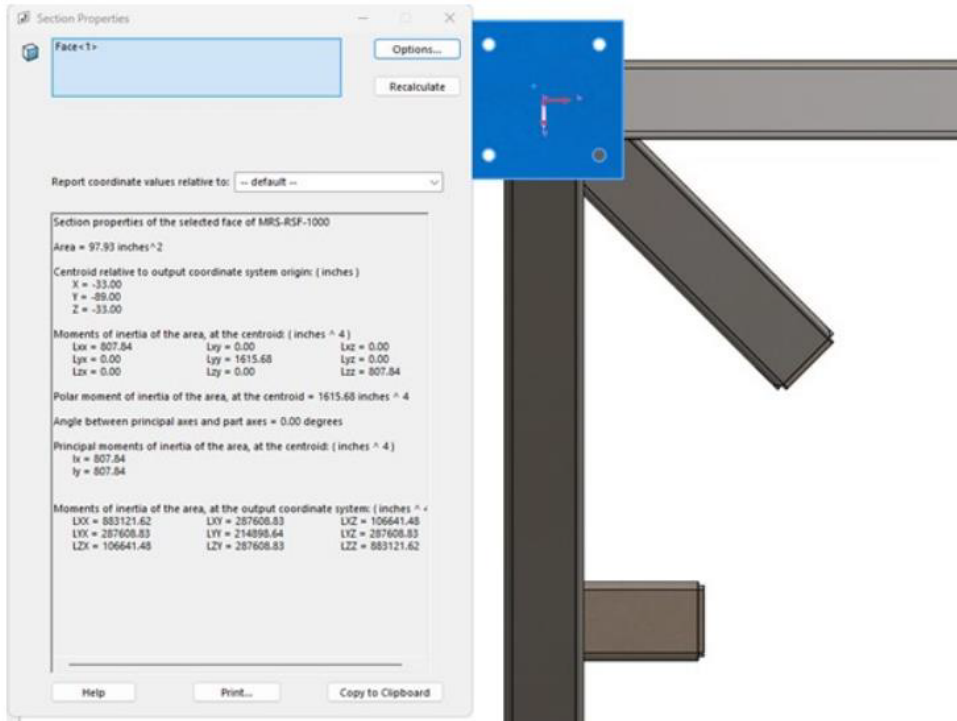 Section Properties
Face<1>
Options...
Recalculate
Report coordinate values relative to: -- default --
Section properties of the selected face of MRS-RSF-1000
Area = 97.93 inches^2
Centroid relative to output coordinate system origin: ( inches )
X = -33.00
Y = -89.00
Z = -33.00
Moments of inertia of the area, at the centroid: ( inches ^ 4 )
Lxx = 807.84 Lxy = 0.00 Lxz = 0.00
Lyx = 0.00 Lyy = 1615.68 Lyz = 0.00
Lzx = 0.00 Lzy = 0.00 Lzz = 807.84
Polar moment of inertia of the area, at the centroid = 1615.68 inches ^ 4
Angle between principal axes and part axes = 0.00 degrees
Principal moments of inertia of the area, at the centroid: ( inches ^ 4 )
Ix = 807.84
Iy = 807.84
Moments of inertia of the area, at the output coordinate system: ( inches ^
LXX = 883121.62 LXY = 287608.83 LXZ = 106641.48
LYX = 287608.83 LYY = 214898.64 LYZ = 287608.83
LZX = 106641.48 LZY = 287608.83 LZZ = 883121.62
Help
Print...
Copy to Clipboard